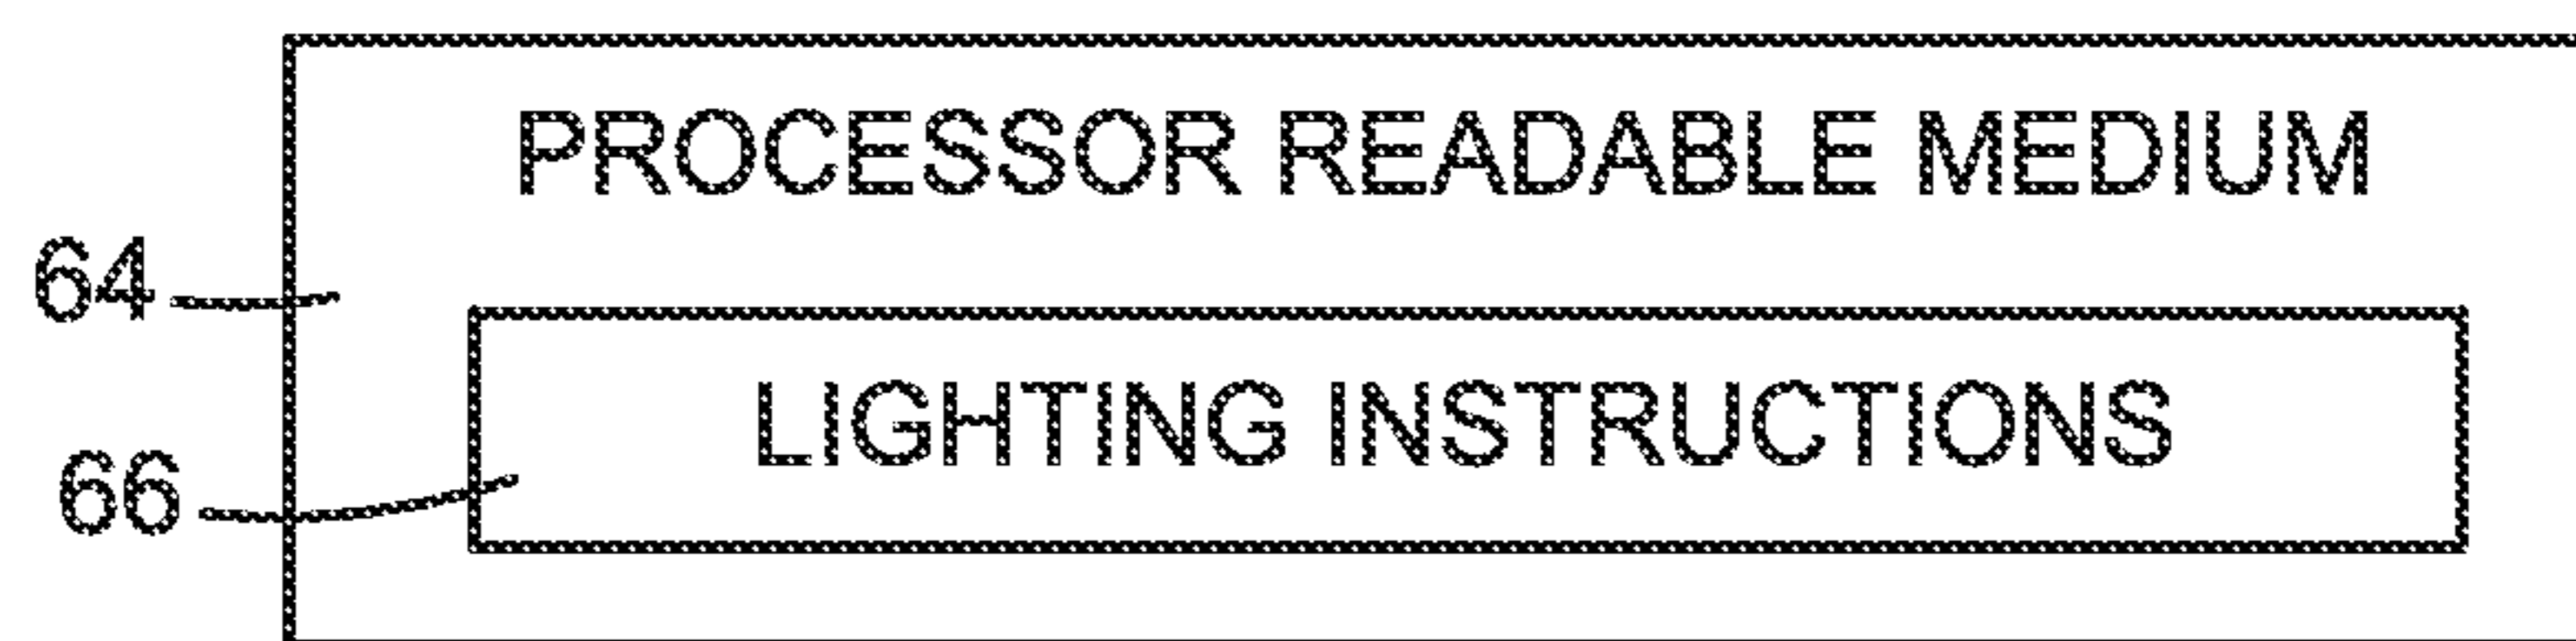 PROCESSOR READABLE MEDIUM
64
LIGHTING INSTRUCTIONS
66